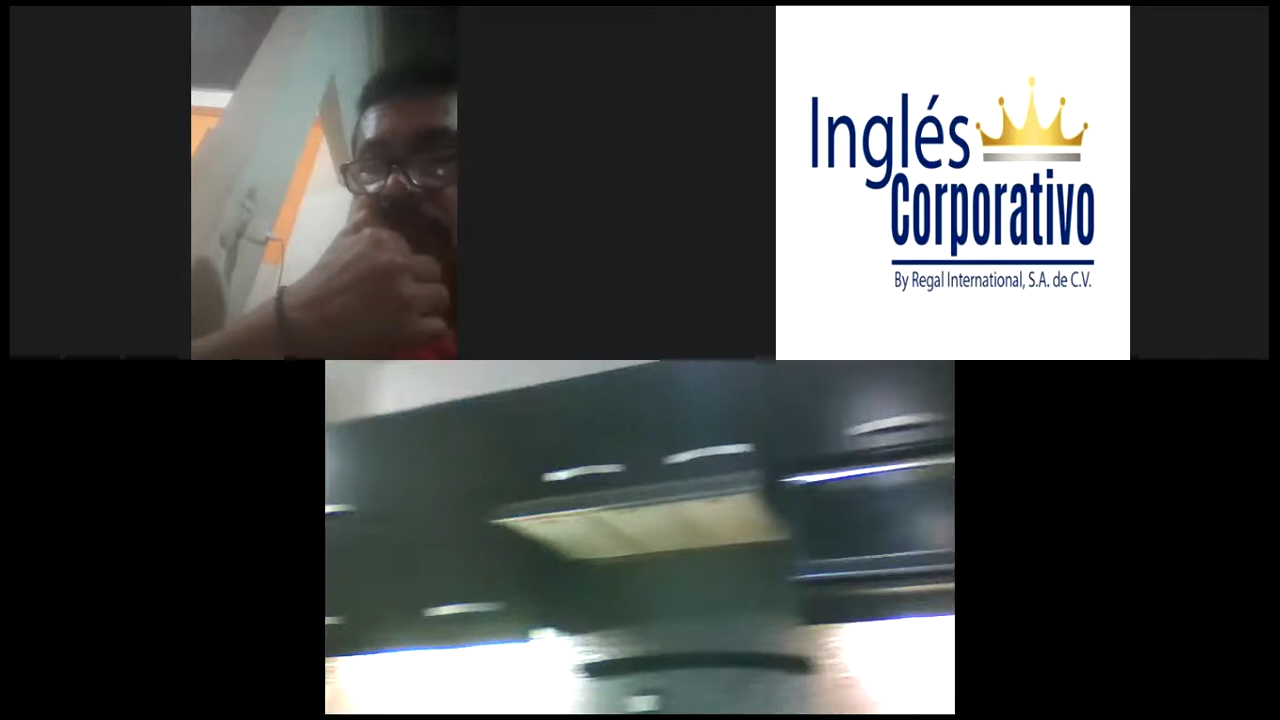 Inglés
Corporativo
By Regal International, S.A. de C.V.